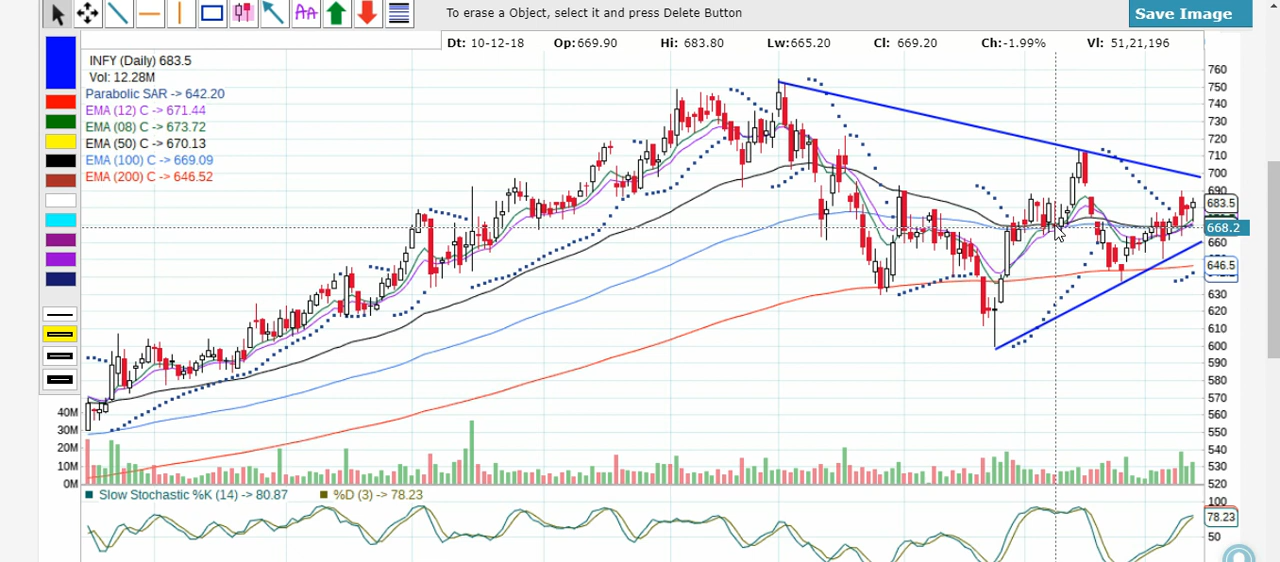 To erase a Object, select it and press Delete Button
Save Image
Dt: 10-12-18 Op:669.90 Hi: 683.80 Lw:665.20 Cl: 669.20 Ch:-1.99% Vl: 51,21,196
INFY (Daily) 683.5
Vol: 12.28M
Parabolic SAR -> 642.20
EMA (12) C -> 671.44
EMA (08) C -> 673.72
EMA (50) C -> 670.13
EMA (100) C -> 669.09
EMA (200) C -> 646.52
760
750
740
730
720
710
700
690
683.5
668.2
660
646.5
630
620
610
600
590
580
570
560
550
540
530
520
40M
30M
20M
10M
0M
Slow Stochastic %K (14) -> 80.87 %D (3) -> 78.23
100
78.23
50